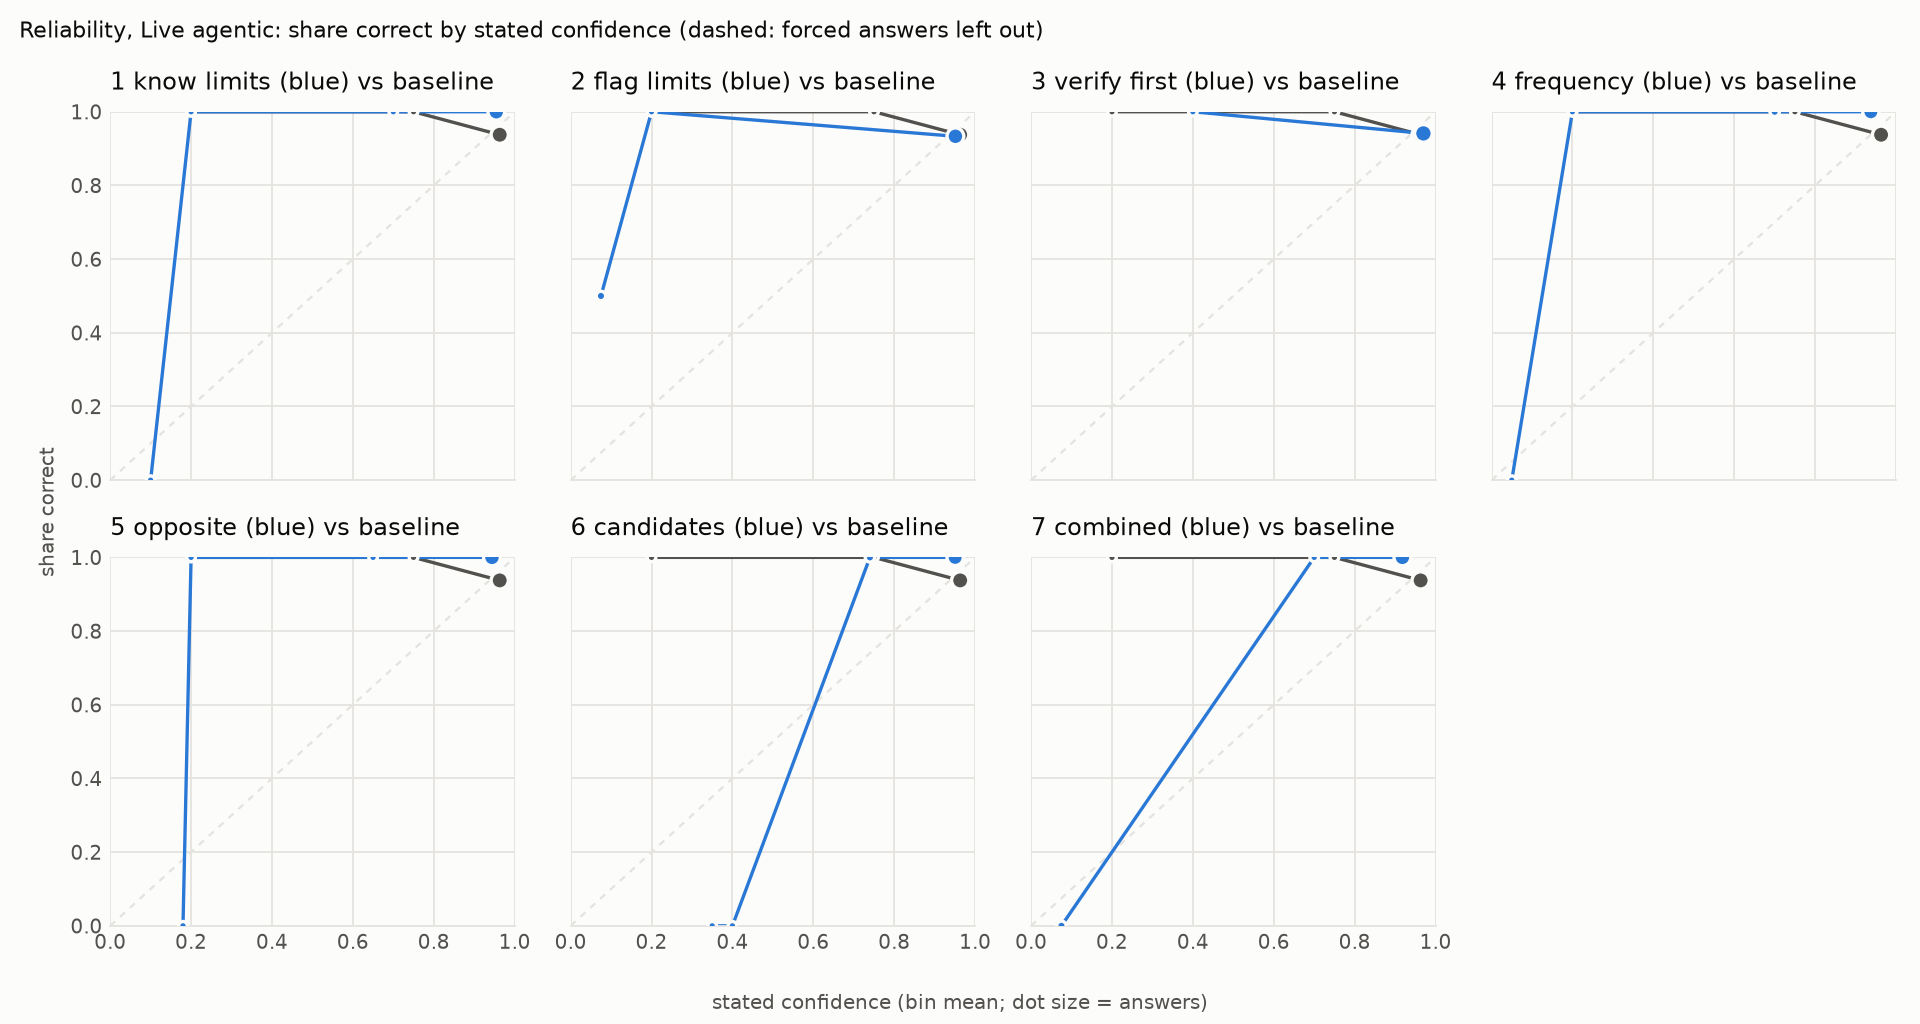 Reliability, Live agentic: share correct by stated confidence (dashed: forced answers left out)
1 know limits (blue) vs baseline
2 flag limits (blue) vs baseline
3 verify first (blue) vs baseline
4 frequency (blue) vs baseline
1.0
0.8
0.6
0.4
0.2
0.0
share correct
5 opposite (blue) vs baseline
6 candidates (blue) vs baseline
7 combined (blue) vs baseline
1.0
0.8
0.6
0.4
0.2
0.0
0.0 0.2 0.4 0.6 0.8 1.0
0.0 0.2 0.4 0.6 0.8 1.0
0.0 0.2 0.4 0.6 0.8 1.0
stated confidence (bin mean; dot size = answers)